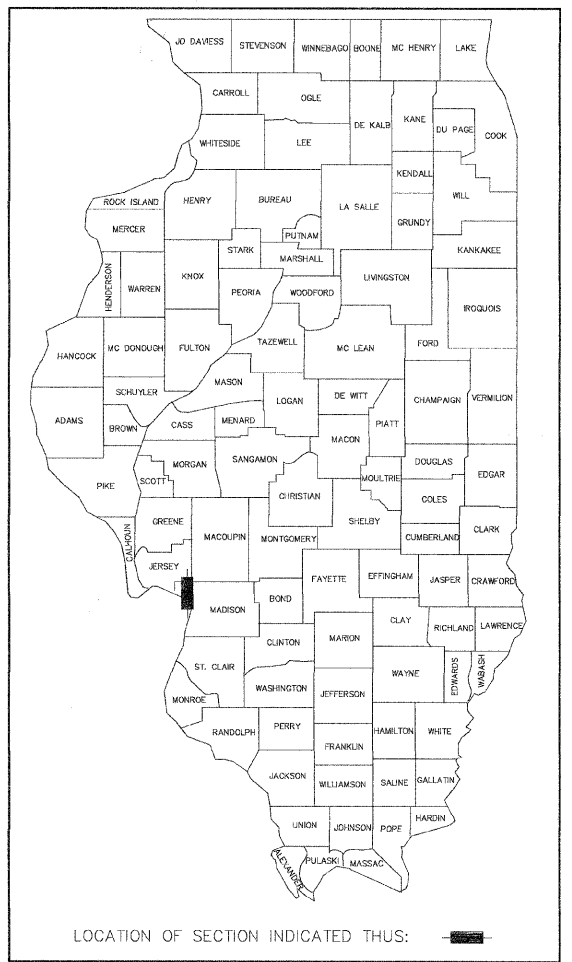 JO DAVIESS STEVENSON WINNEBAGO BOONE MC HENRY LAKE
CARROLL OGLE
DE KALB KANE DU PAGE COOK
WHITESIDE LEE
KENDALL
WILL
ROCK ISLAND HENRY BUREAU LA SALLE
MERCER GRUNDY
PUTNAM
STARK MARSHALL KANKAKEE
HENDERSON WARREN KNOX PEORIA WOODFORD LIVINGSTON
IROQUOIS
HANCOCK MC DONOUGH FULTON TAZEWELL MC LEAN FORD
MASON
SCHUYLER LOGAN DE WITT CHAMPAIGN VERMILION
ADAMS BROWN CASS MENARD MACON PIATT
MORGAN SANGAMON DOUGLAS
PIKE SCOTT CHRISTIAN MOULTRIE COLES EDGAR
GREENE SHELBY
CALHOUN MACOUPIN MONTGOMERY CUMBERLAND CLARK
JERSEY FAYETTE EFFINGHAM JASPER CRAWFORD
MADISON BOND
CLAY RICHLAND LAWRENCE
CLINTON MARION
ST. CLAIR WAYNE EDWARDS WABASH
WASHINGTON JEFFERSON
MONROE
RANDOLPH PERRY HAMILTON WHITE
FRANKLIN
JACKSON WILLIAMSON SALINE GALLATIN
UNION JOHNSON POPE HARDIN
ALEXANDER PULASKI MASSAC
LOCATION OF SECTION INDICATED THUS: